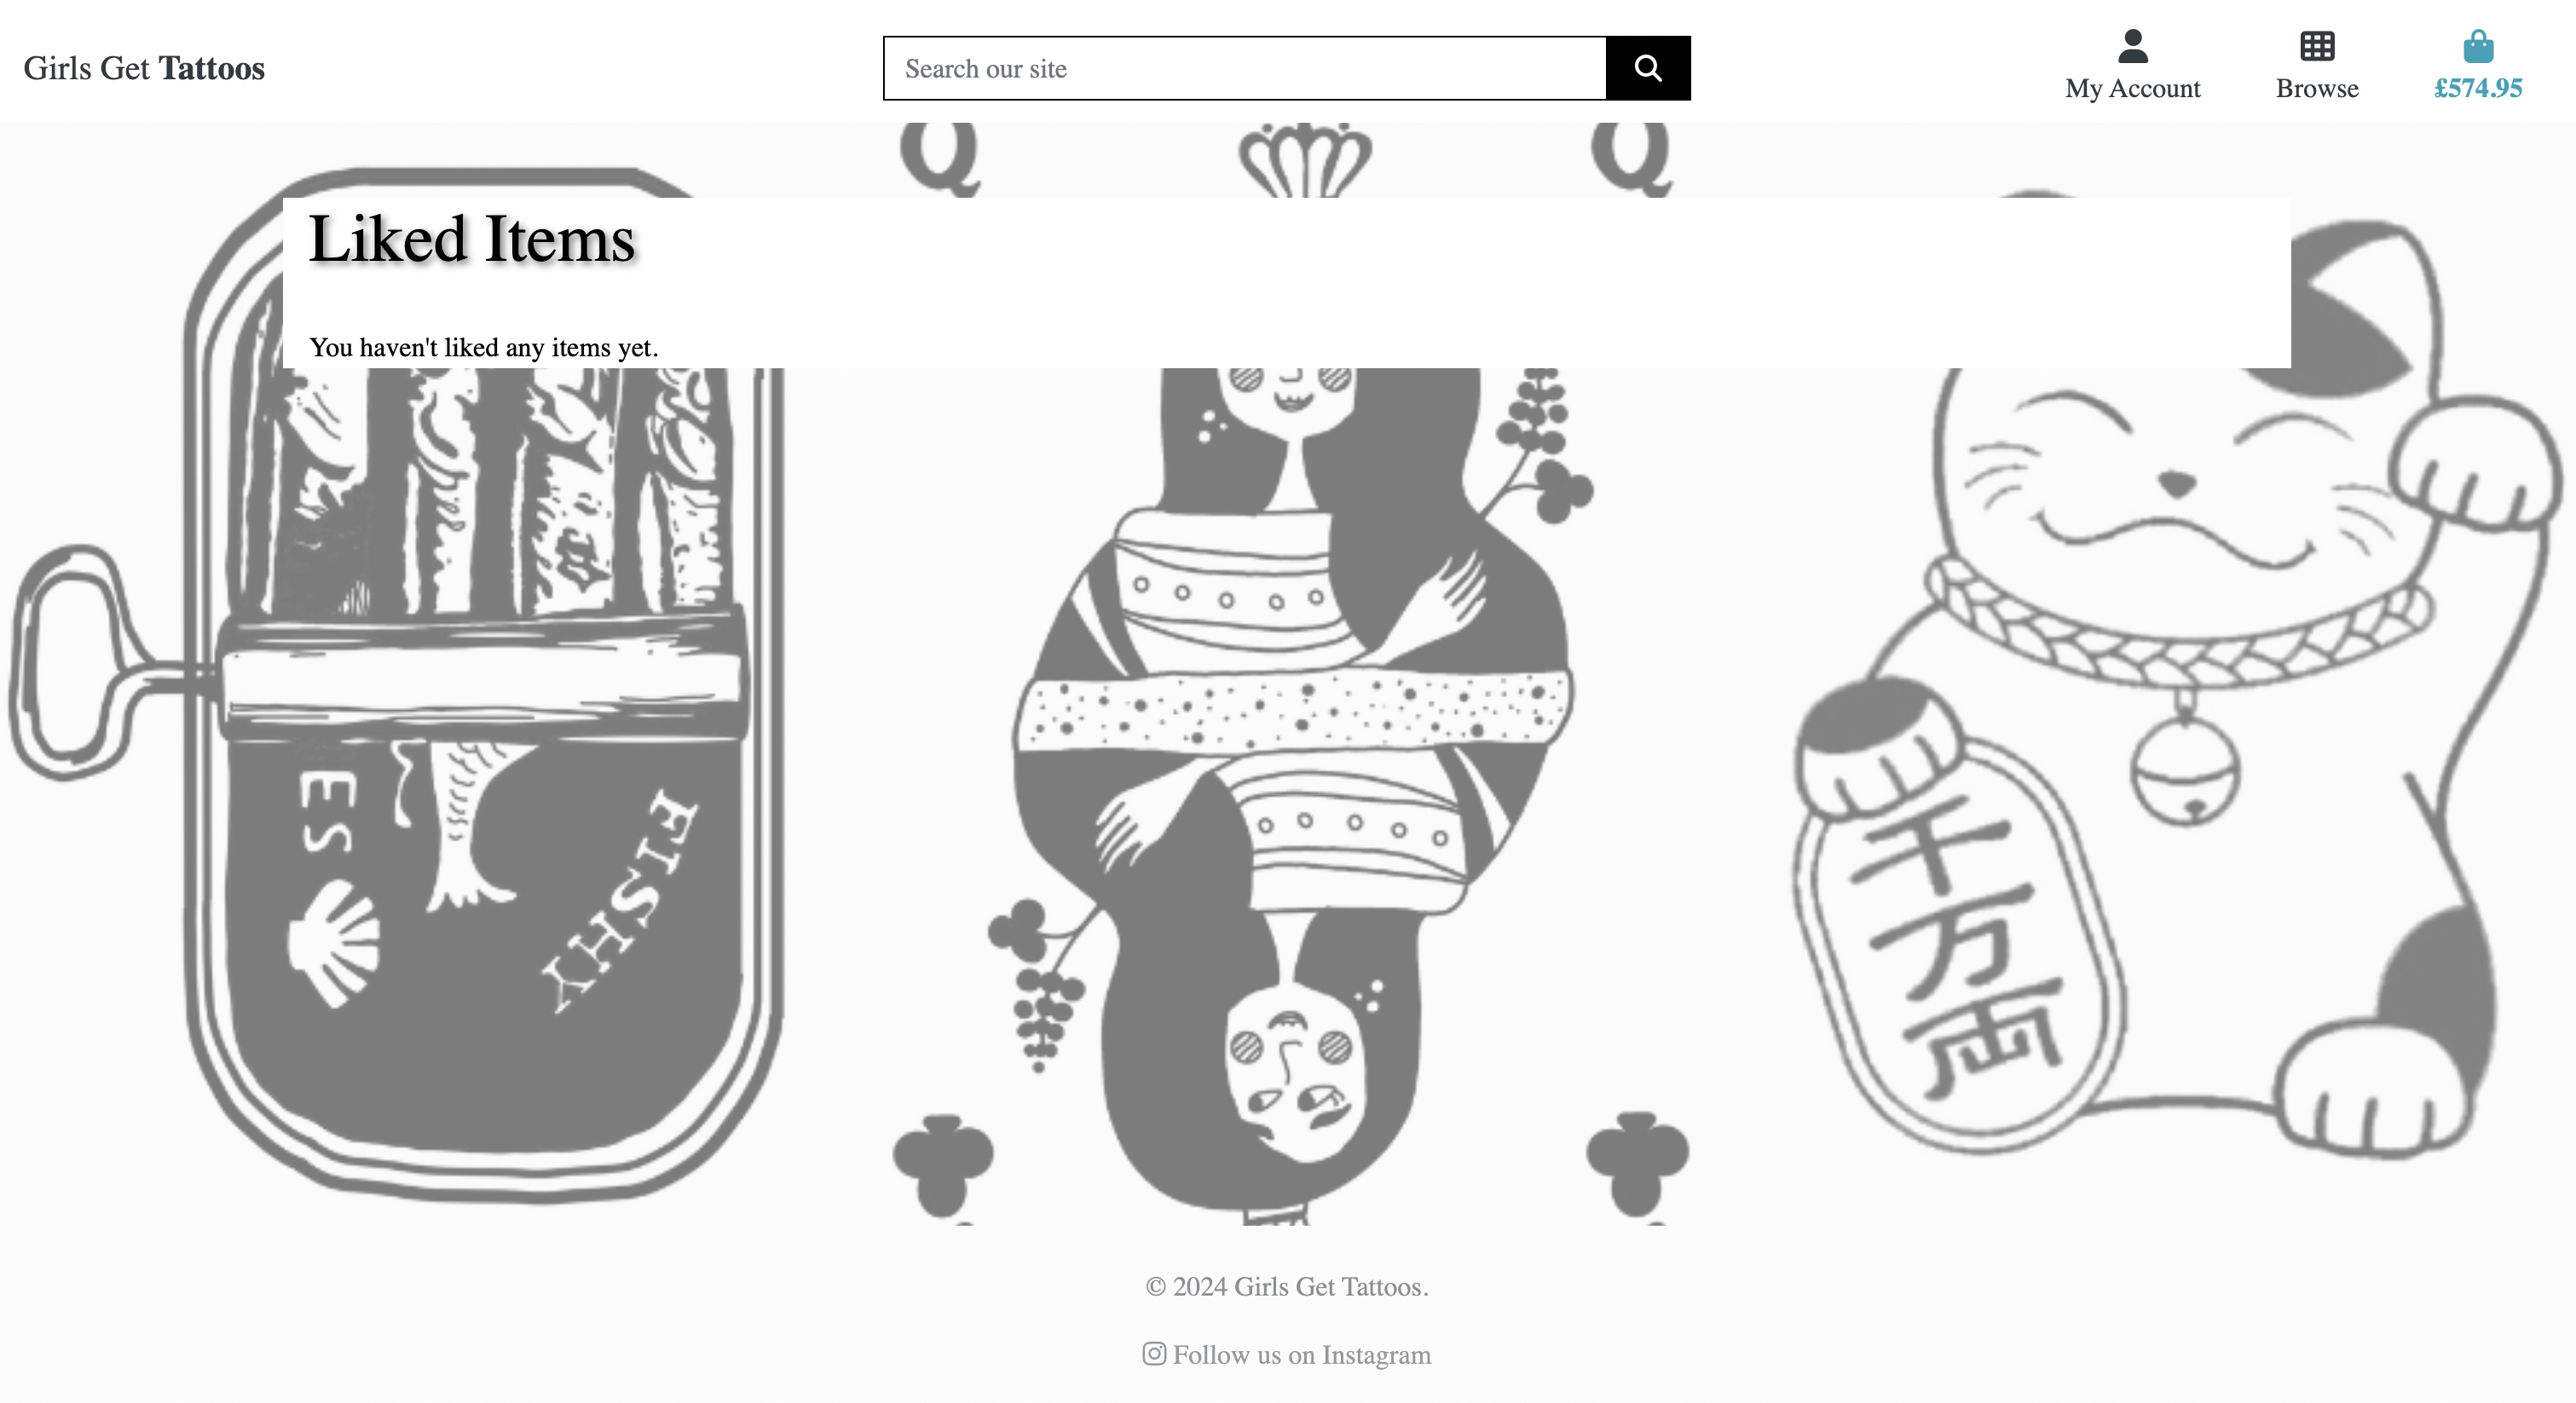 Girls Get Tattoos
Search our site
My Account
Browse
£574.95
Q
Q
Liked Items
You haven't liked any items yet.
ES
FISHY
千万両
© 2024 Girls Get Tattoos.
Follow us on Instagram